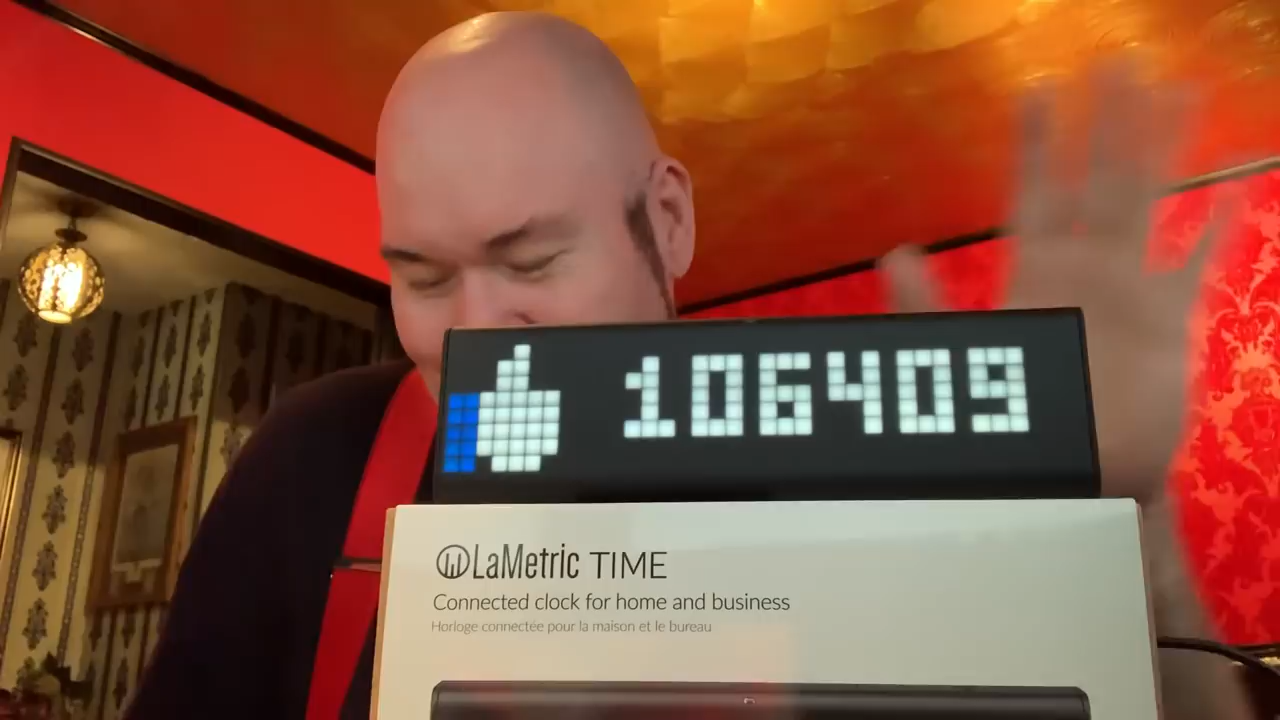 106409
LaMetric TIME
Connected clock for home and business
Horloge connectée pour la maison et le bureau